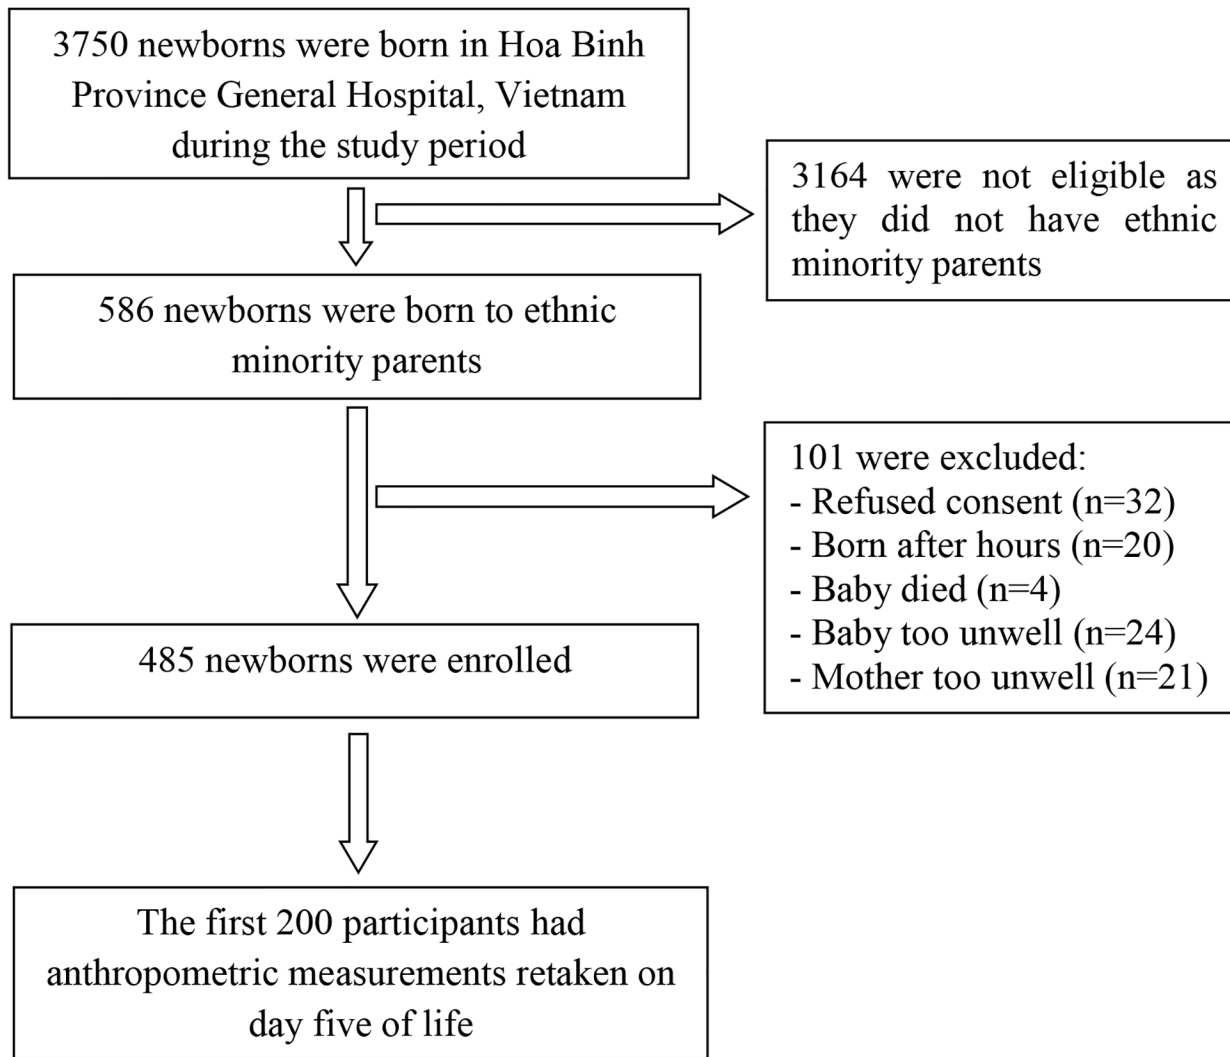 3750 newborns were born in Hoa Binh
Province General Hospital, Vietnam
during the study period
3164 were not eligible as
they did not have ethnic
minority parents
586 newborns were born to ethnic
minority parents
101 were excluded:
- Refused consent (n=32)
- Born after hours (n=20)
- Baby died (n=4)
- Baby too unwell (n=24)
- Mother too unwell (n=21)
485 newborns were enrolled
The first 200 participants had
anthropometric measurements retaken on
day five of life